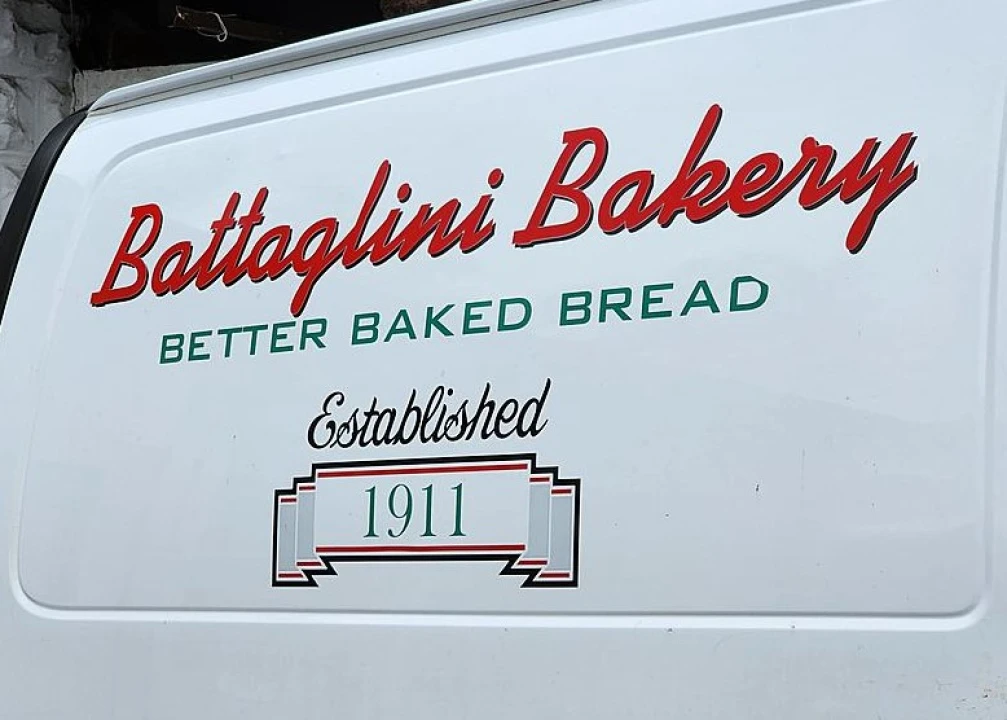 Battaglini Bakery
BETTER BAKED BREAD
Established
1911